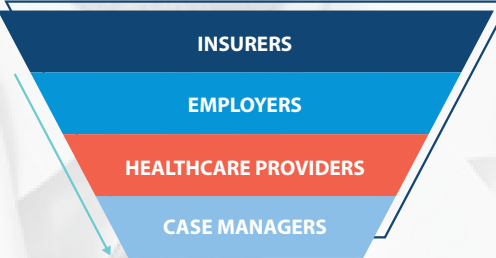 INSURERS
EMPLOYERS
HEALTHCARE PROVIDERS
CASE MANAGERS